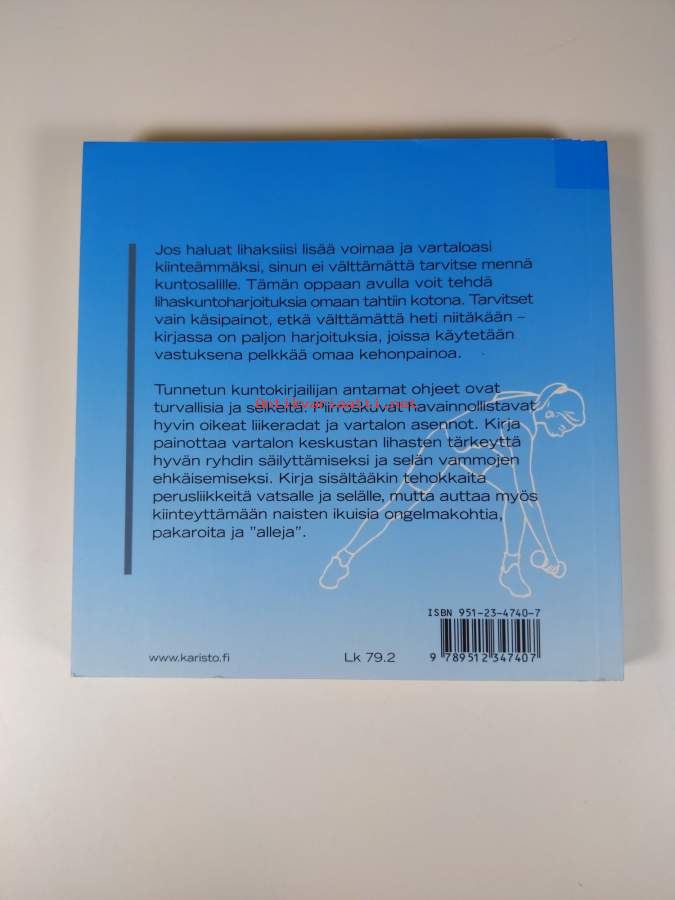 Jos haluat lihaksiisi lisää voimaa ja vartaloasi
kiinteämmäksi, sinun ei välttämättä tarvitse mennä
kuntosalille. Tämän oppaan avulla voit tehdä
lihaskuntoharjoituksia omaan tahtiin kotona. Tarvitset
vain käsipainot, etkä välttämättä heti niitäkään –
kirjassa on paljon harjoituksia, joissa käytetään
vastuksena pelkkää omaa kehonpainoa.
Tunnetun kuntokirjailijan antamat ohjeet ovat
Antikvariaatti.net
turvallisia ja selkeitä. Piirroskuvat havainnollistavat
hyvin oikeat liikeradat ja vartalon asennot. Kirja
painottaa vartalon keskustan lihasten tärkeyttä
hyvän ryhdin säilyttämiseksi ja selän vammojen
ehkäisemiseksi. Kirja sisältääkin tehokkaita
perusliikkeitä vatsalle ja selälle, mutta auttaa myös
kiinteyttämään naisten ikuisia ongelmakohtia,
pakaroita ja "alleja".
ISBN 951-23-4740-7
www.karisto.fi
Lk 79.2
9 789512 347407